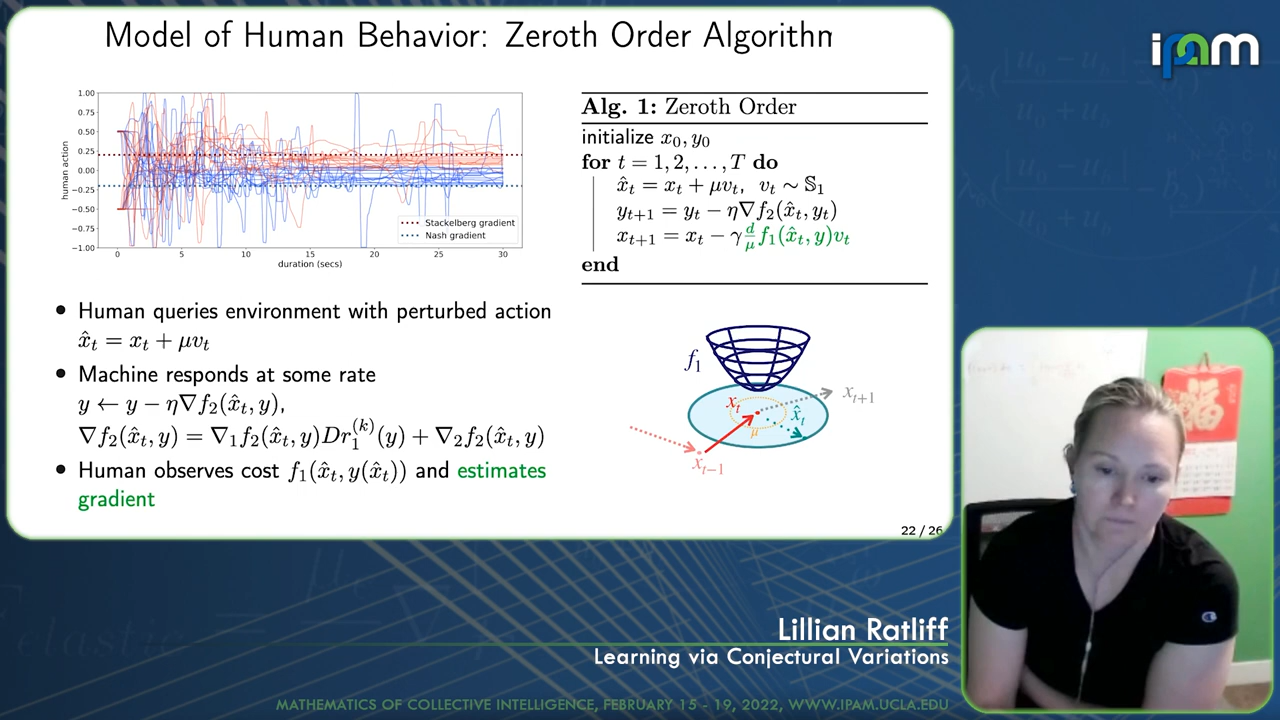 Model of Human Behavior: Zeroth Order Algorithm
ipam
1.00
0.75
0.50
0.25
0.00
−0.25
−0.50
−0.75
−1.00
human action
0 5 10 15 20 25 30
duration (secs)
Stackelberg gradient
Nash gradient
Alg. 1: Zeroth Order
initialize x₀, y₀
for t = 1, 2, . . . , T do
x̂ₜ = xₜ + μvₜ, vₜ ∼ 𝕊₁
yₜ₊₁ = yₜ − η∇f₂(x̂ₜ, yₜ)
xₜ₊₁ = xₜ − γ d/μ f₁(x̂ₜ, y)vₜ
end
• Human queries environment with perturbed action
x̂ₜ = xₜ + μvₜ
• Machine responds at some rate
y ← y − η∇f₂(x̂ₜ, y),
∇f₂(x̂ₜ, y) = ∇₁f₂(x̂ₜ, y)Dr₁⁽ᵏ⁾(y) + ∇₂f₂(x̂ₜ, y)
• Human observes cost f₁(x̂ₜ, y(x̂ₜ)) and estimates
gradient
f₁
xₜ
x̂ₜ
μ
xₜ₊₁
xₜ₋₁
22 / 26
福
Lillian Ratliff
Learning via Conjectural Variations
MATHEMATICS OF COLLECTIVE INTELLIGENCE, FEBRUARY 15 - 19, 2022, WWW.IPAM.UCLA.EDU